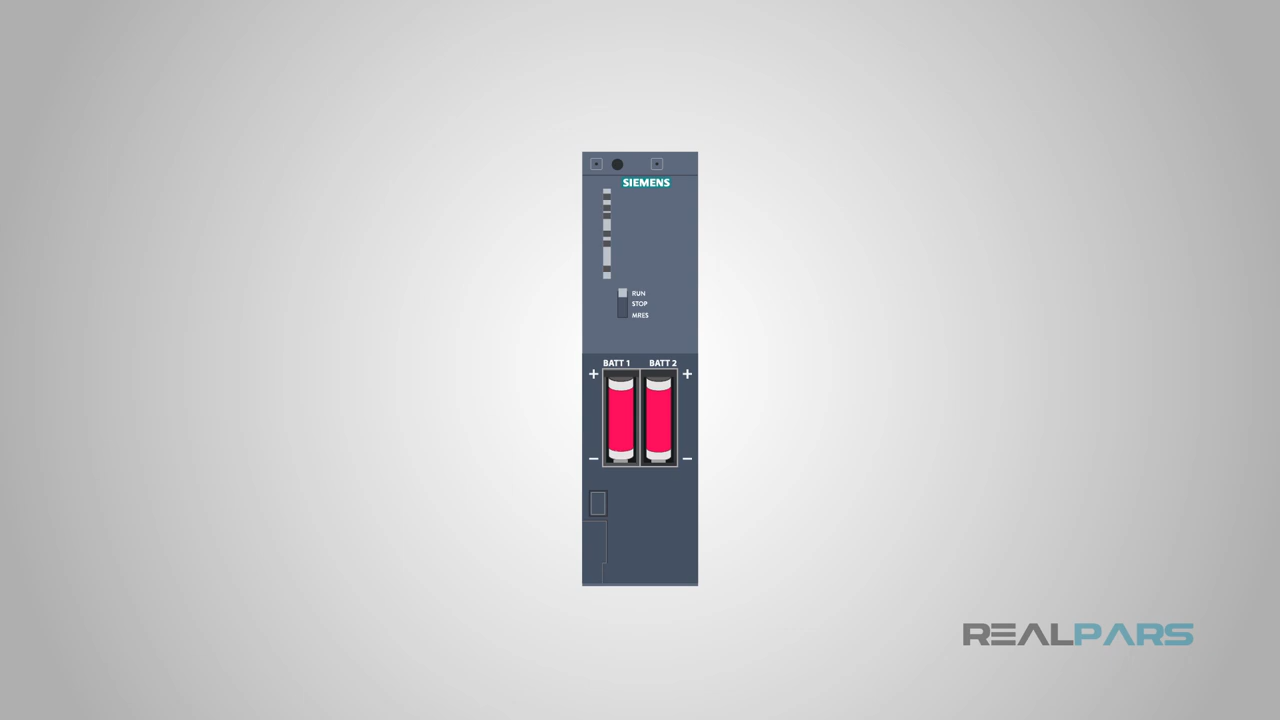 SIEMENS
RUN
STOP
MRES
BATT 1 BATT 2
+ +
– –
REALPARS